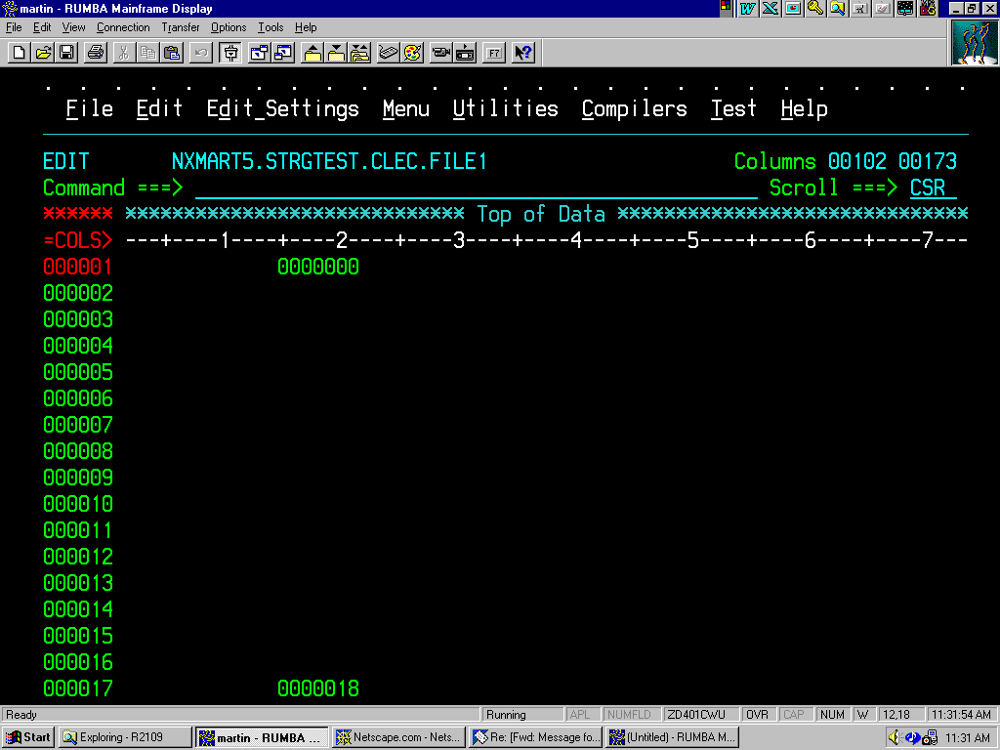 martin - RUMBA Mainframe Display
File Edit View Connection Transfer Options Tools Help
F7
. . . . . . . . . . . . . . . . . . . . . . . . . . .
File Edit Edit_Settings Menu Utilities Compilers Test Help
EDIT NXMART5.STRGTEST.CLEC.FILE1 Columns 00102 00173
Command ===> Scroll ===> CSR
****** ***************************** Top of Data ******************************
=COLS> ---+----1----+----2----+----3----+----4----+----5----+----6----+----7---
000001 0000000
000002
000003
000004
000005
000006
000007
000008
000009
000010
000011
000012
000013
000014
000015
000016
000017 0000018
Ready Running APL NUMFLD ZD401CWU OVR CAP NUM W 12,18 11:31:54 AM
Start Exploring - R2109 martin - RUMBA ... Netscape.com - Nets... Re: [Fwd: Message fo... (Untitled) - RUMBA M... 11:31 AM